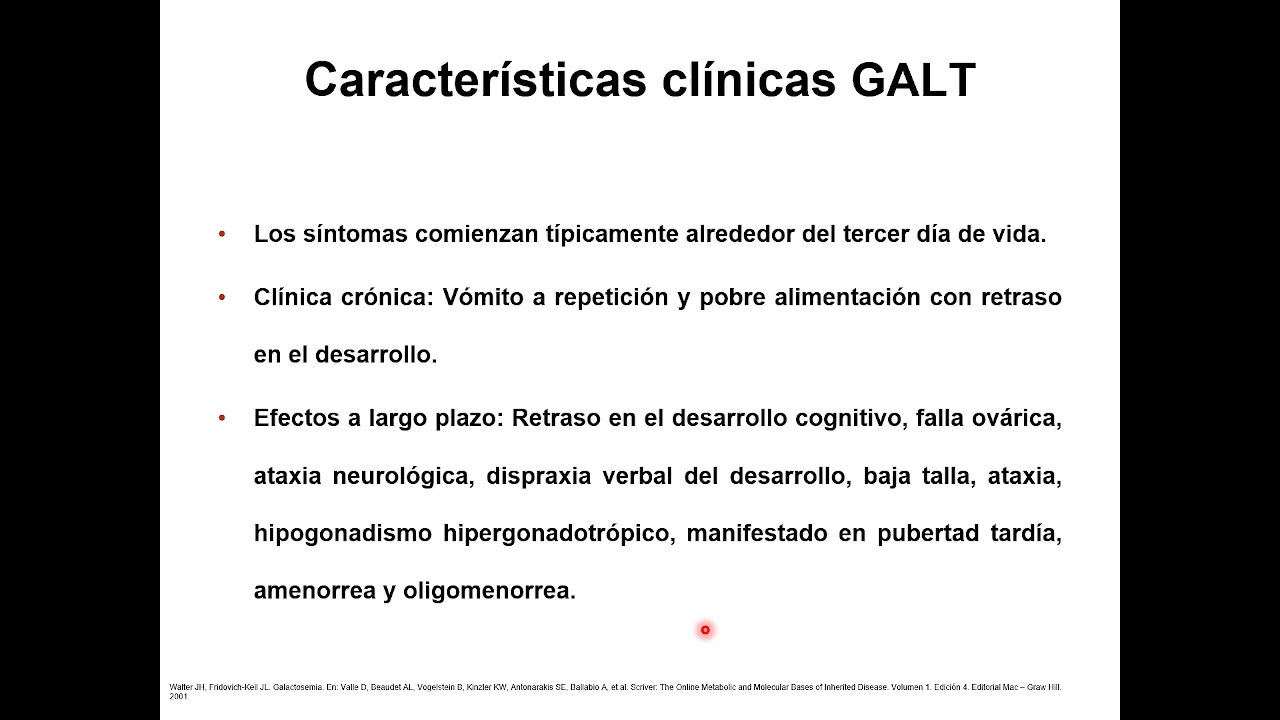 Características clínicas GALT
• Los síntomas comienzan típicamente alrededor del tercer día de vida.
• Clínica crónica: Vómito a repetición y pobre alimentación con retraso
en el desarrollo.
• Efectos a largo plazo: Retraso en el desarrollo cognitivo, falla ovárica,
ataxia neurológica, dispraxia verbal del desarrollo, baja talla, ataxia,
hipogonadismo hipergonadotrópico, manifestado en pubertad tardía,
amenorrea y oligomenorrea.
Walter JH, Fridovich-Keil JL. Galactosemia. En: Valle D, Beaudet AL, Vogelstein B, Kinzler KW, Antonarakis SE, Ballabio A, et.al. Scriver: The Online Metabolic and Molecular Bases of Inherited Disease. Volumen 1. Edición 4. Editorial Mac – Graw Hill.
2001.